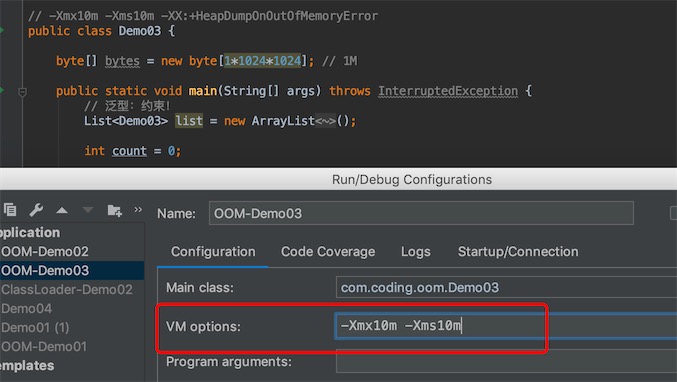 // -Xmx10m -Xms10m -XX:+HeapDumpOnOutOfMemoryError
public class Demo03 {
byte[] bytes = new byte[1*1024*1024]; // 1M
public static void main(String[] args) throws InterruptedException {
// 泛型：约束！
List<Demo03> list = new ArrayList<~>();
int count = 0;
Run/Debug Configurations
Name: OOM-Demo03
pplication
OOM-Demo02
OOM-Demo03
ClassLoader-Demo02
Demo04
Demo01 (1)
OOM-Demo01
emplates
Configuration Code Coverage Logs Startup/Connection
Main class: com.coding.oom.Demo03
VM options: -Xmx10m -Xms10m
Program arguments: